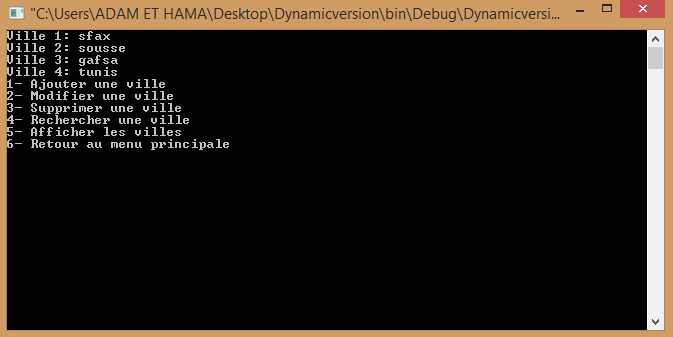 "C:\Users\ADAM ET HAMA\Desktop\Dynamicversion\bin\Debug\Dynamicversi...
Ville 1: sfax
Ville 2: sousse
Ville 3: gafsa
Ville 4: tunis
1- Ajouter une ville
2- Modifier une ville
3- Supprimer une ville
4- Rechercher une ville
5- Afficher les villes
6- Retour au menu principale